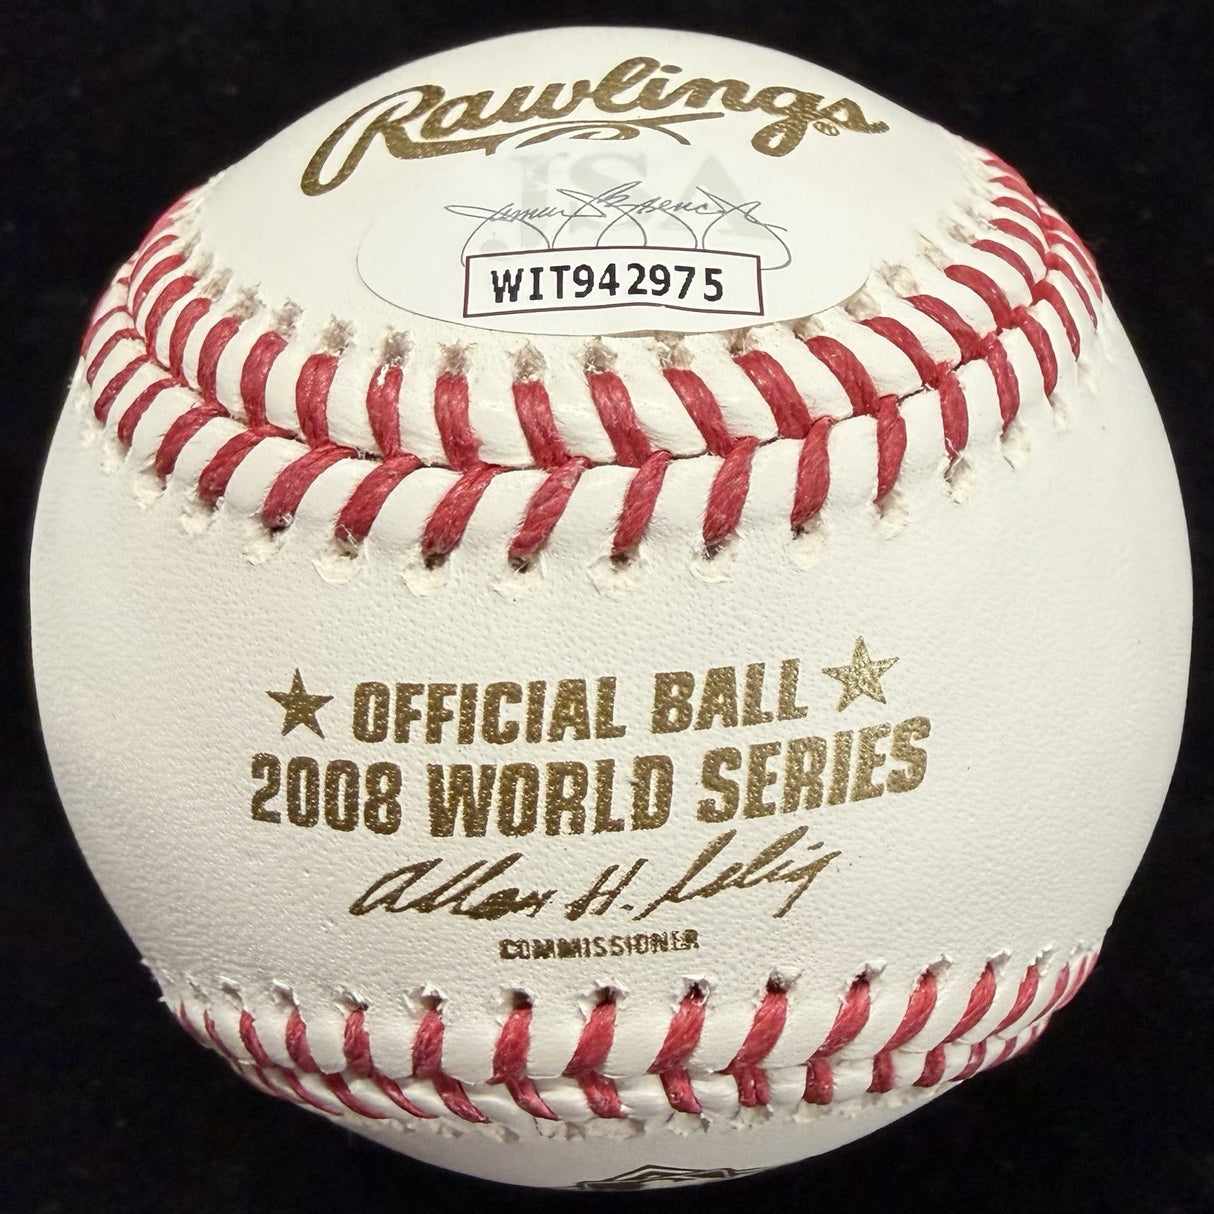 Rawlings®
JSA
WIT942975
★ OFFICIAL BALL ★
2008 WORLD SERIES
Allan H. Selig
COMMISSIONER